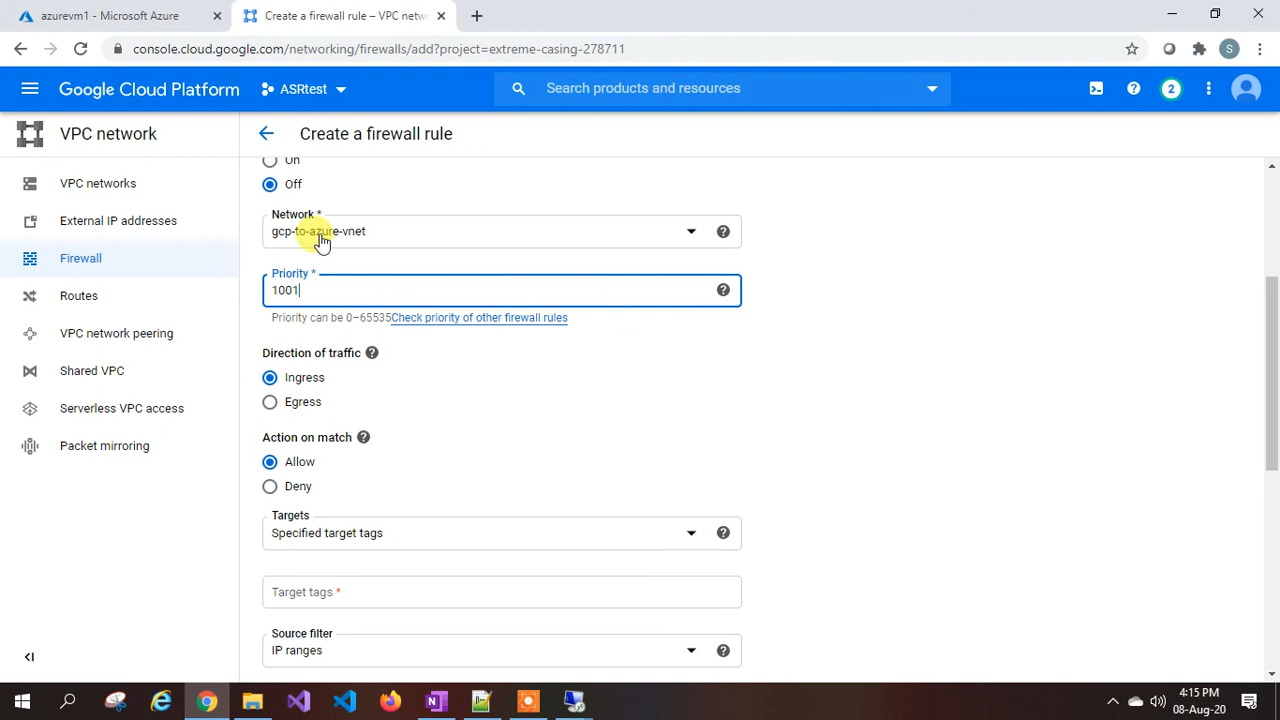 azurevm1 - Microsoft Azure
Create a firewall rule – VPC netw
console.cloud.google.com/networking/firewalls/add?project=extreme-casing-278711
S
Google Cloud Platform
ASRtest
Search products and resources
2
VPC network
Create a firewall rule
VPC networks
External IP addresses
Firewall
Routes
VPC network peering
Shared VPC
Serverless VPC access
Packet mirroring
On
Off
Network *
gcp-to-azure-vnet
Priority *
1001
Priority can be 0–65535Check priority of other firewall rules
Direction of traffic
Ingress
Egress
Action on match
Allow
Deny
Targets
Specified target tags
Target tags *
Source filter
IP ranges
4:15 PM
08-Aug-20